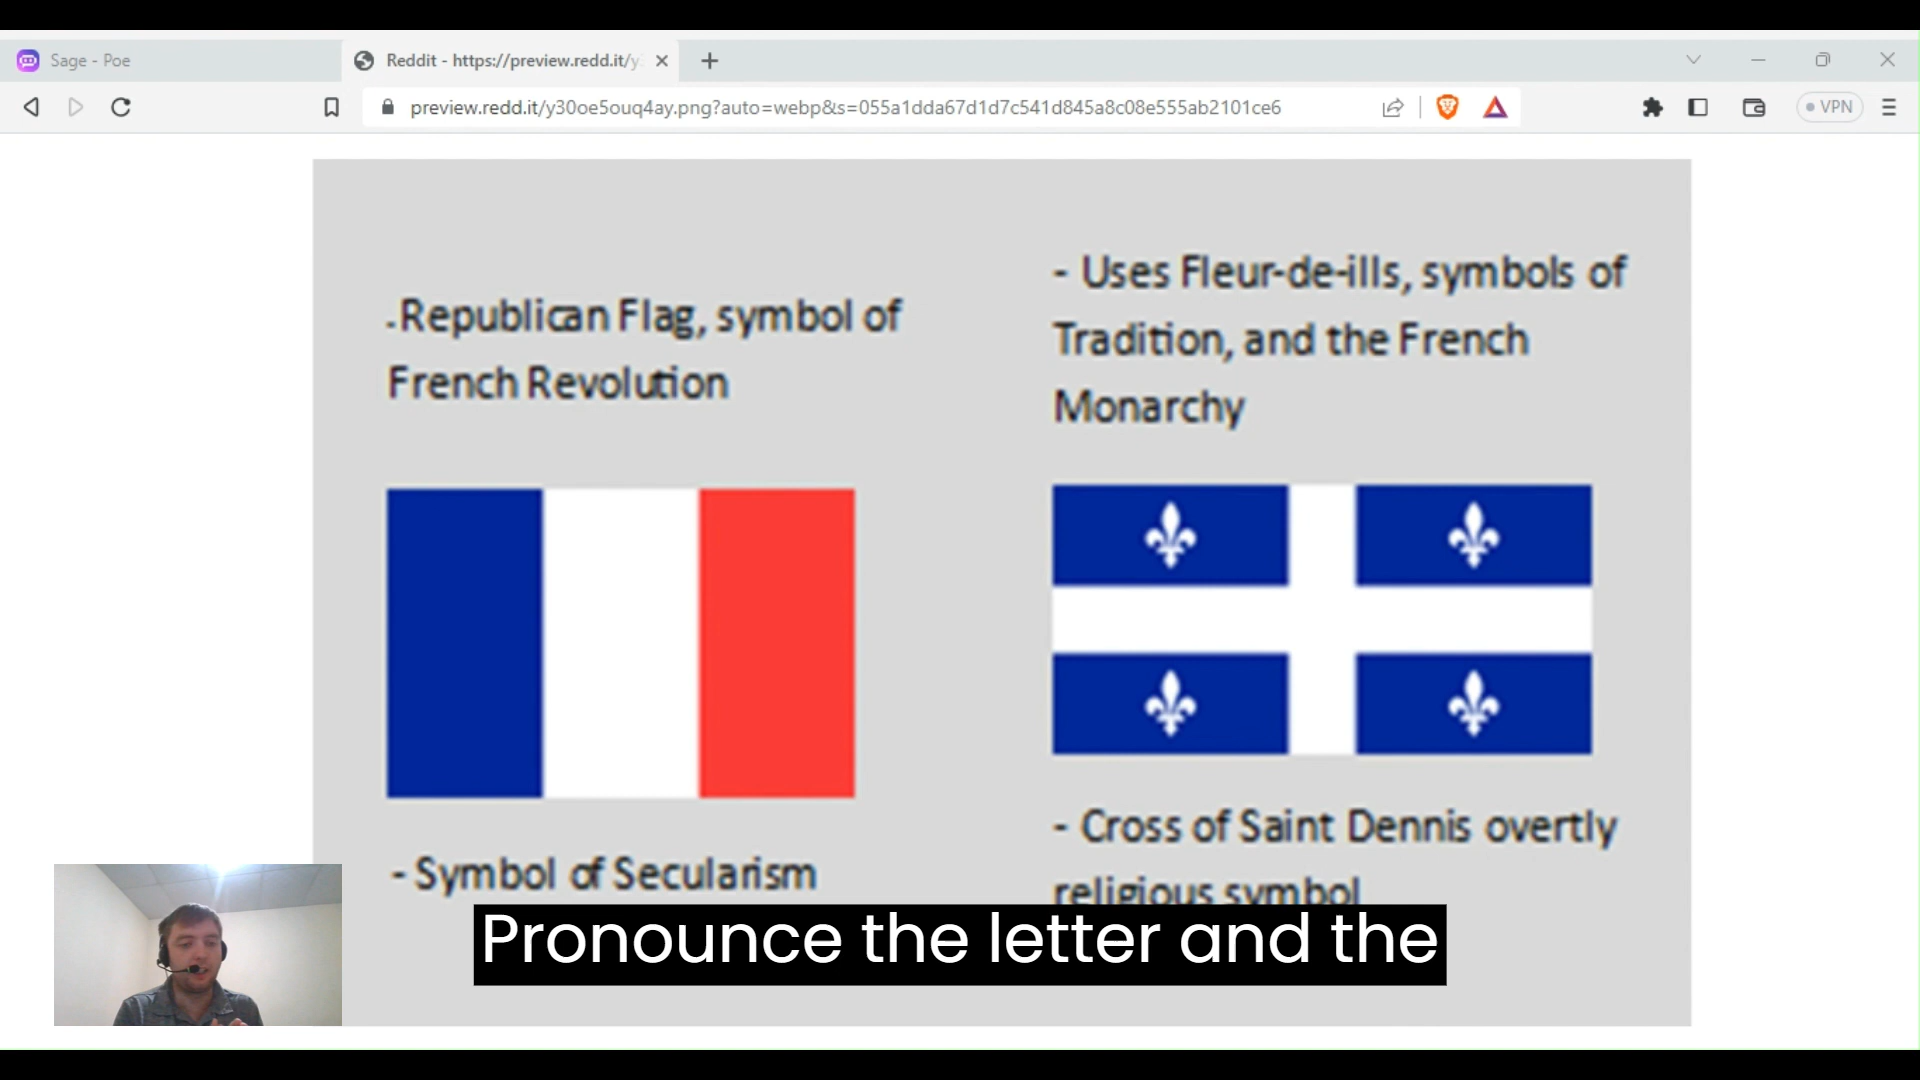 Sage - Poe
Reddit - https://preview.redd.it/y
preview.redd.it/y30oe5ouq4ay.png?auto=webp&s=055a1dda67d1d7c541d845a8c08e555ab2101ce6
VPN
-Republican Flag, symbol of
French Revolution
- Uses Fleur-de-ills, symbols of
Tradition, and the French
Monarchy
- Symbol of Secularism
- Cross of Saint Dennis overtly
religious symbol
Pronounce the letter and the